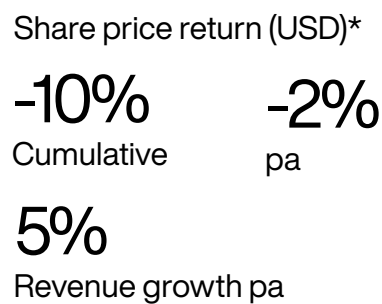 Share price return (USD)*
-10% -2%
Cumulative pa
5%
Revenue growth pa